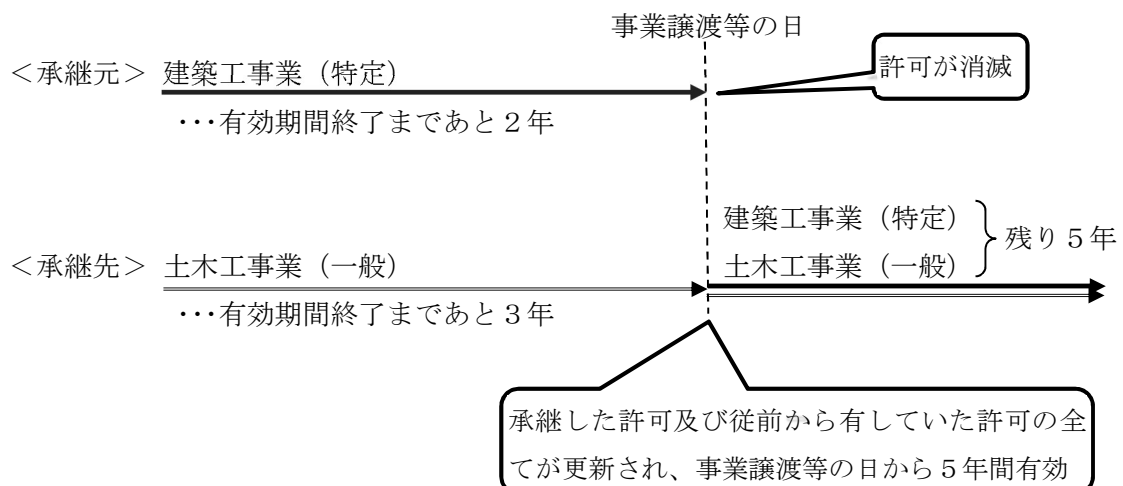 事業譲渡等の日
許可が消滅
＜承継元＞ 建築工事業（特定）
･･･有効期間終了まであと２年
建築工事業（特定）
残り５年
＜承継先＞ 土木工事業（一般）
土木工事業（一般）
･･･有効期間終了まであと３年
承継した許可及び従前から有していた許可の全
てが更新され、事業譲渡等の日から５年間有効